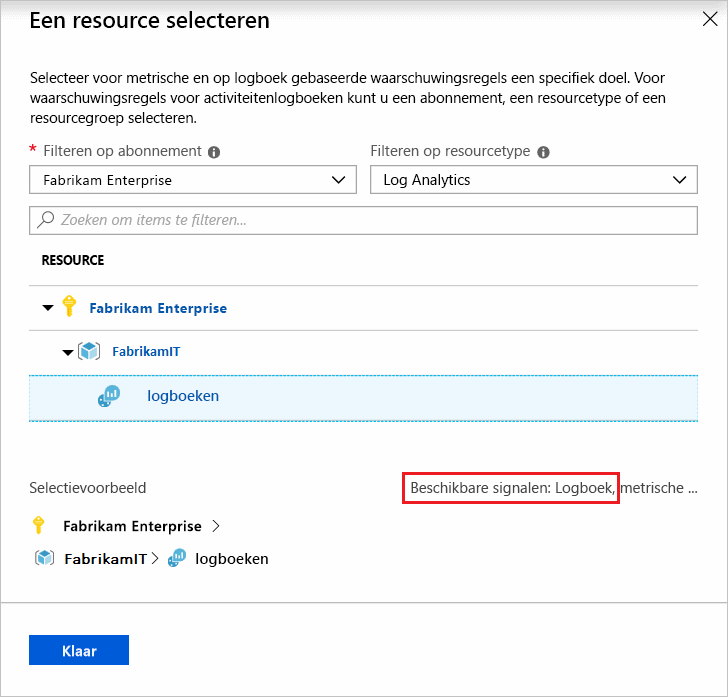 Een resource selecteren
Selecteer voor metrische en op logboek gebaseerde waarschuwingsregels een specifiek doel. Voor
waarschuwingsregels voor activiteitenlogboeken kunt u een abonnement, een resourcetype of een
resourcegroep selecteren.
* Filteren op abonnement
Filteren op resourcetype
Fabrikam Enterprise
Log Analytics
Zoeken om items te filteren...
RESOURCE
Fabrikam Enterprise
FabrikamIT
logboeken
Selectievoorbeeld
Beschikbare signalen: Logboek, metrische ...
Fabrikam Enterprise >
FabrikamIT > logboeken
Klaar